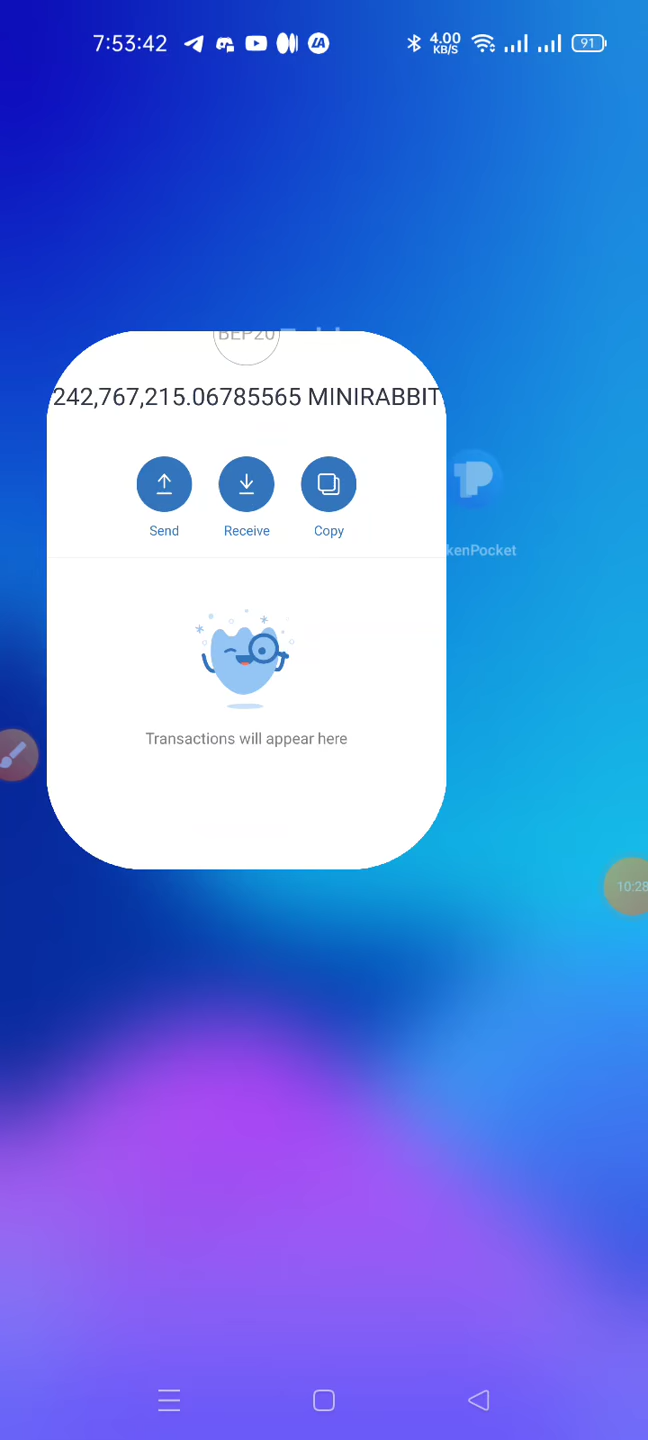 7:53:42
4.00
KB/S
91
BEP20
242,767,215.06785565 MINIRABBIT
Send
Receive
Copy
kenPocket
Transactions will appear here
10:28